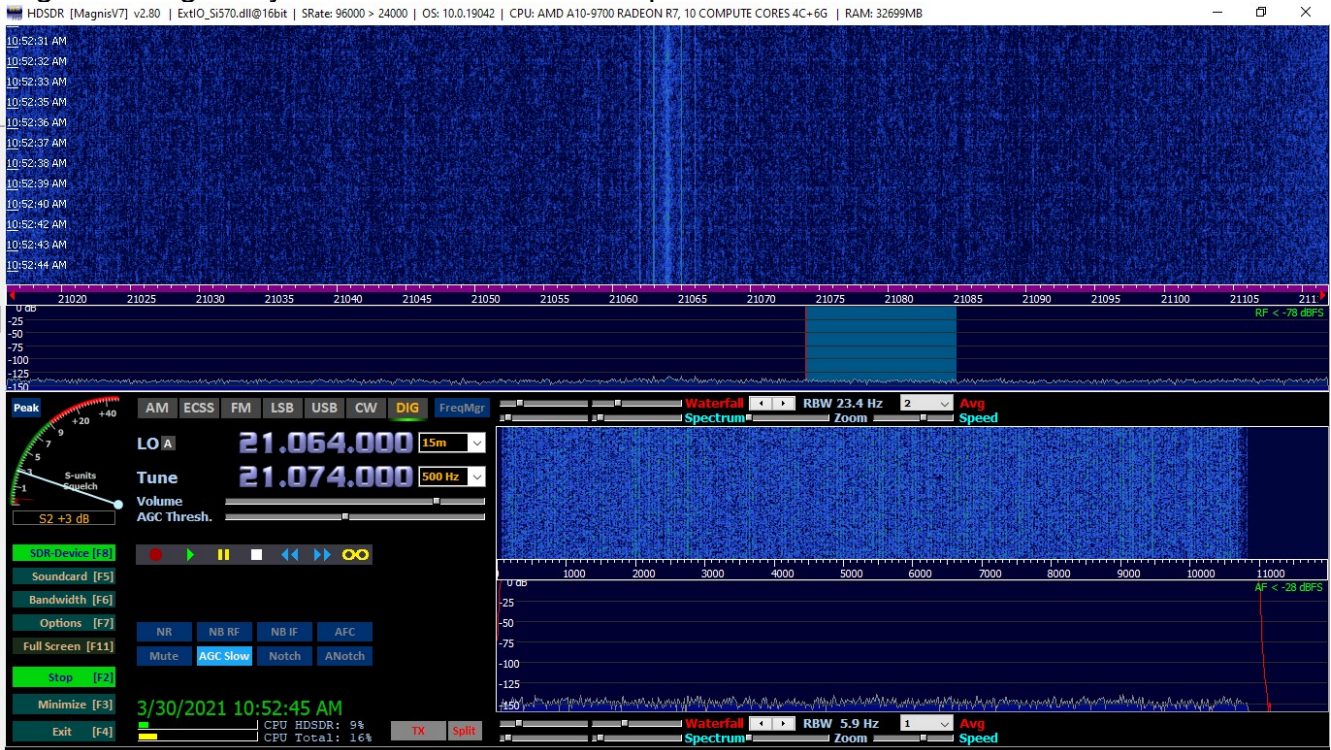 HDSDR [MagnisV7] v2.80 | ExtIO_Si570.dll@16bit | SRate: 96000 > 24000 | OS: 10.0.19042 | CPU: AMD A10-9700 RADEON R7, 10 COMPUTE CORES 4C+6G | RAM: 32699MB
10:52:31 AM
10:52:32 AM
10:52:33 AM
10:52:35 AM
10:52:36 AM
10:52:37 AM
10:52:38 AM
10:52:39 AM
10:52:40 AM
10:52:42 AM
10:52:43 AM
10:52:44 AM
21020 21025 21030 21035 21040 21045 21050 21055 21060 21065 21070 21075 21080 21085 21090 21095 21100 21105 211
0 dB
RF < -78 dBFS
-25
-50
-75
-100
-125
-150
Peak
1 3 5 7 9 +20 +40
S-units
Squelch
S2 +3 dB
AM ECSS FM LSB USB CW DIG FreqMgr
LO A 21.064.000 15m
Tune 21.074.000 500 Hz
Volume
AGC Thresh.
Waterfall RBW 23.4 Hz 2 Avg
Spectrum Zoom Speed
SDR-Device [F8]
Soundcard [F5]
Bandwidth [F6]
Options [F7]
Full Screen [F11]
Stop [F2]
Minimize [F3]
Exit [F4]
NR NB RF NB IF AFC
Mute AGC Slow Notch ANotch
3/30/2021 10:52:45 AM
CPU HDSDR: 9%
CPU Total: 16%
TX Split
1000 2000 3000 4000 5000 6000 7000 8000 9000 10000 11000
0 dB
AF < -28 dBFS
-25
-50
-75
-100
-125
-150
Waterfall RBW 5.9 Hz 1 Avg
Spectrum Zoom Speed